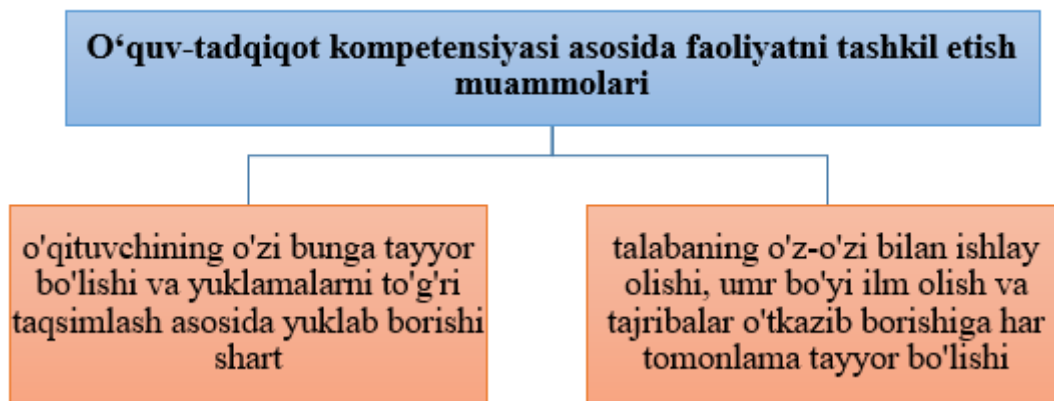 O‘quv-tadqiqot kompetensiyasi asosida faoliyatni tashkil etish
muammolari
o'qituvchining o'zi bunga tayyor
bo'lishi va yuklamalarni to'g'ri
taqsimlash asosida yuklab borishi
shart
talabaning o'z-o'zi bilan ishlay
olishi, umr bo'yi ilm olish va
tajribalar o'tkazib borishiga har
tomonlama tayyor bo'lishi